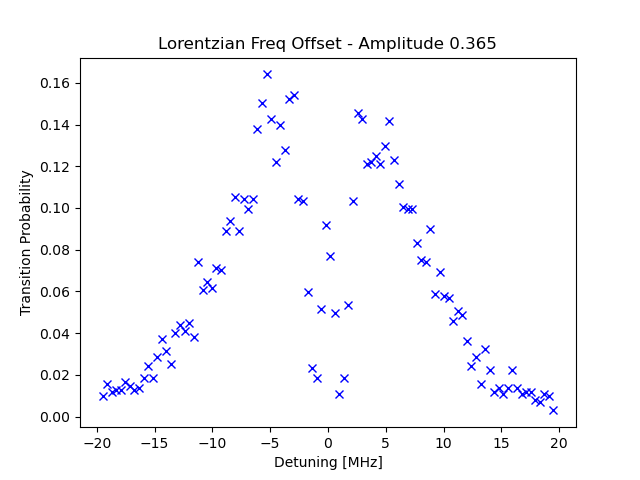 Lorentzian Freq Offset - Amplitude 0.365
Transition Probability
0.16
0.14
0.12
0.10
0.08
0.06
0.04
0.02
0.00
−20 −15 −10 −5 0 5 10 15 20
Detuning [MHz]